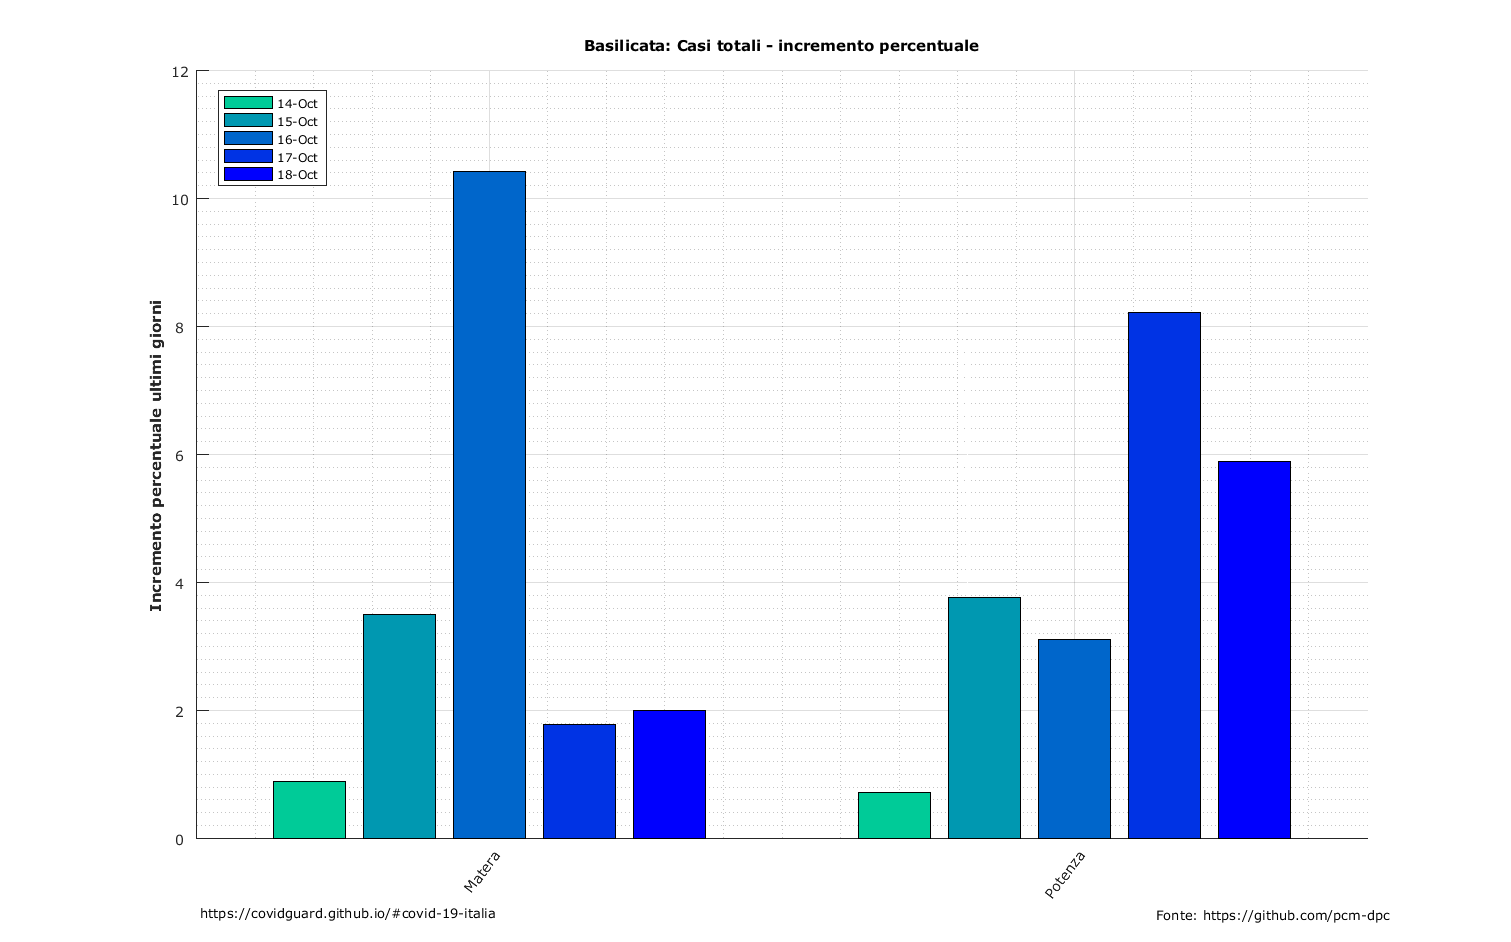 Basilicata: Casi totali - incremento percentuale
12
10
8
6
4
2
0
Incremento percentuale ultimi giorni
14-Oct
15-Oct
16-Oct
17-Oct
18-Oct
Matera
Potenza
https://covidguard.github.io/#covid-19-italia
Fonte: https://github.com/pcm-dpc